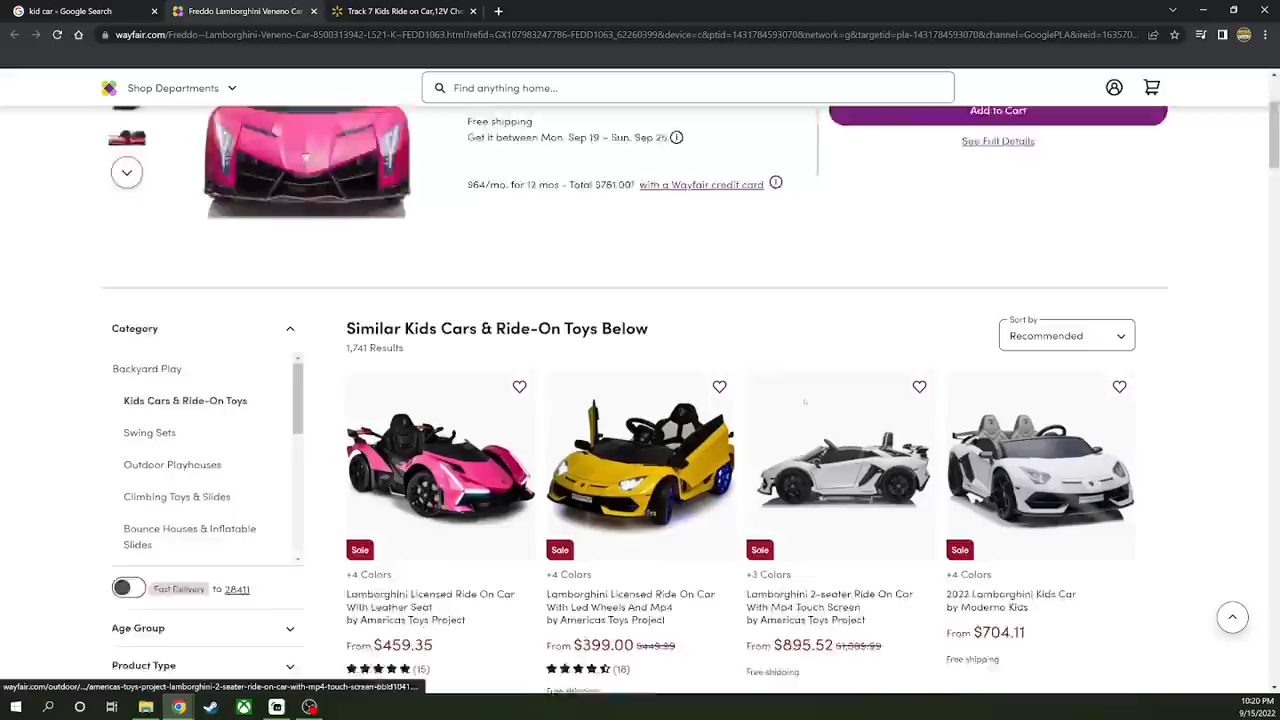 kid car - Google Search
Freddo Lamborghini Veneno Car
Track 7 Kids Ride on Car,12V Che
wayfair.com/Freddo--Lamborghini-Veneno-Car-8500313942-L521-K~FEDD1063.html?refid=GX107983247786-FEDD1063_62260399&device=c&ptid=1431784593070&network=g&targetid=pla-1431784593070&channel=GooglePLA&ireid=163570...
Shop Departments
Find anything home...
Free shipping
Get it between Mon. Sep 19 - Sun. Sep 25
Add to Cart
See Full Details
$64/mo. for 12 mos - Total $761.00¹ with a Wayfair credit card
Category
Similar Kids Cars & Ride-On Toys Below
1,741 Results
Sort by
Recommended
Backyard Play
Kids Cars & Ride-On Toys
Swing Sets
Outdoor Playhouses
Climbing Toys & Slides
Bounce Houses & Inflatable
Slides
Fast Delivery to 28411
Age Group
Product Type
Sale
+4 Colors
Lamborghini Licensed Ride On Car
With Leather Seat
by Americas Toys Project
From $459.35
(15)
Sale
+4 Colors
Lamborghini Licensed Ride On Car
With Led Wheels And Mp4
by Americas Toys Project
From $399.00 $449.99
(18)
Free shipping
Sale
+3 Colors
Lamborghini 2-seater Ride On Car
With Mp4 Touch Screen
by Americas Toys Project
From $895.52 $1,099.99
Free shipping
Sale
+4 Colors
2022 Lamborghini Kids Car
by Moderno Kids
From $704.11
Free shipping
wayfair.com/outdoor/.../americas-toys-project-lamborghini-2-seater-ride-on-car-with-mp4-touch-screen-bbld1041...
10:20 PM
9/15/2022